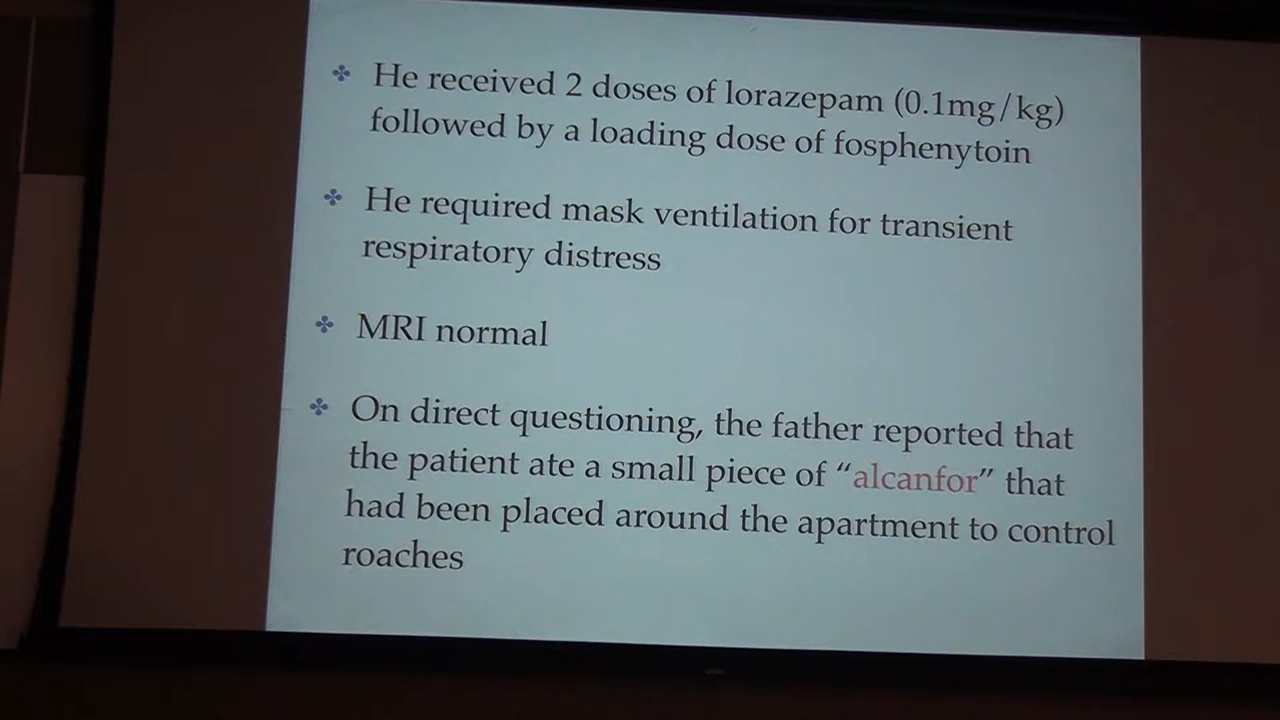 He received 2 doses of lorazepam (0.1mg/kg)
followed by a loading dose of fosphenytoin
He required mask ventilation for transient
respiratory distress
MRI normal
On direct questioning, the father reported that
the patient ate a small piece of “alcanfor” that
had been placed around the apartment to control
roaches